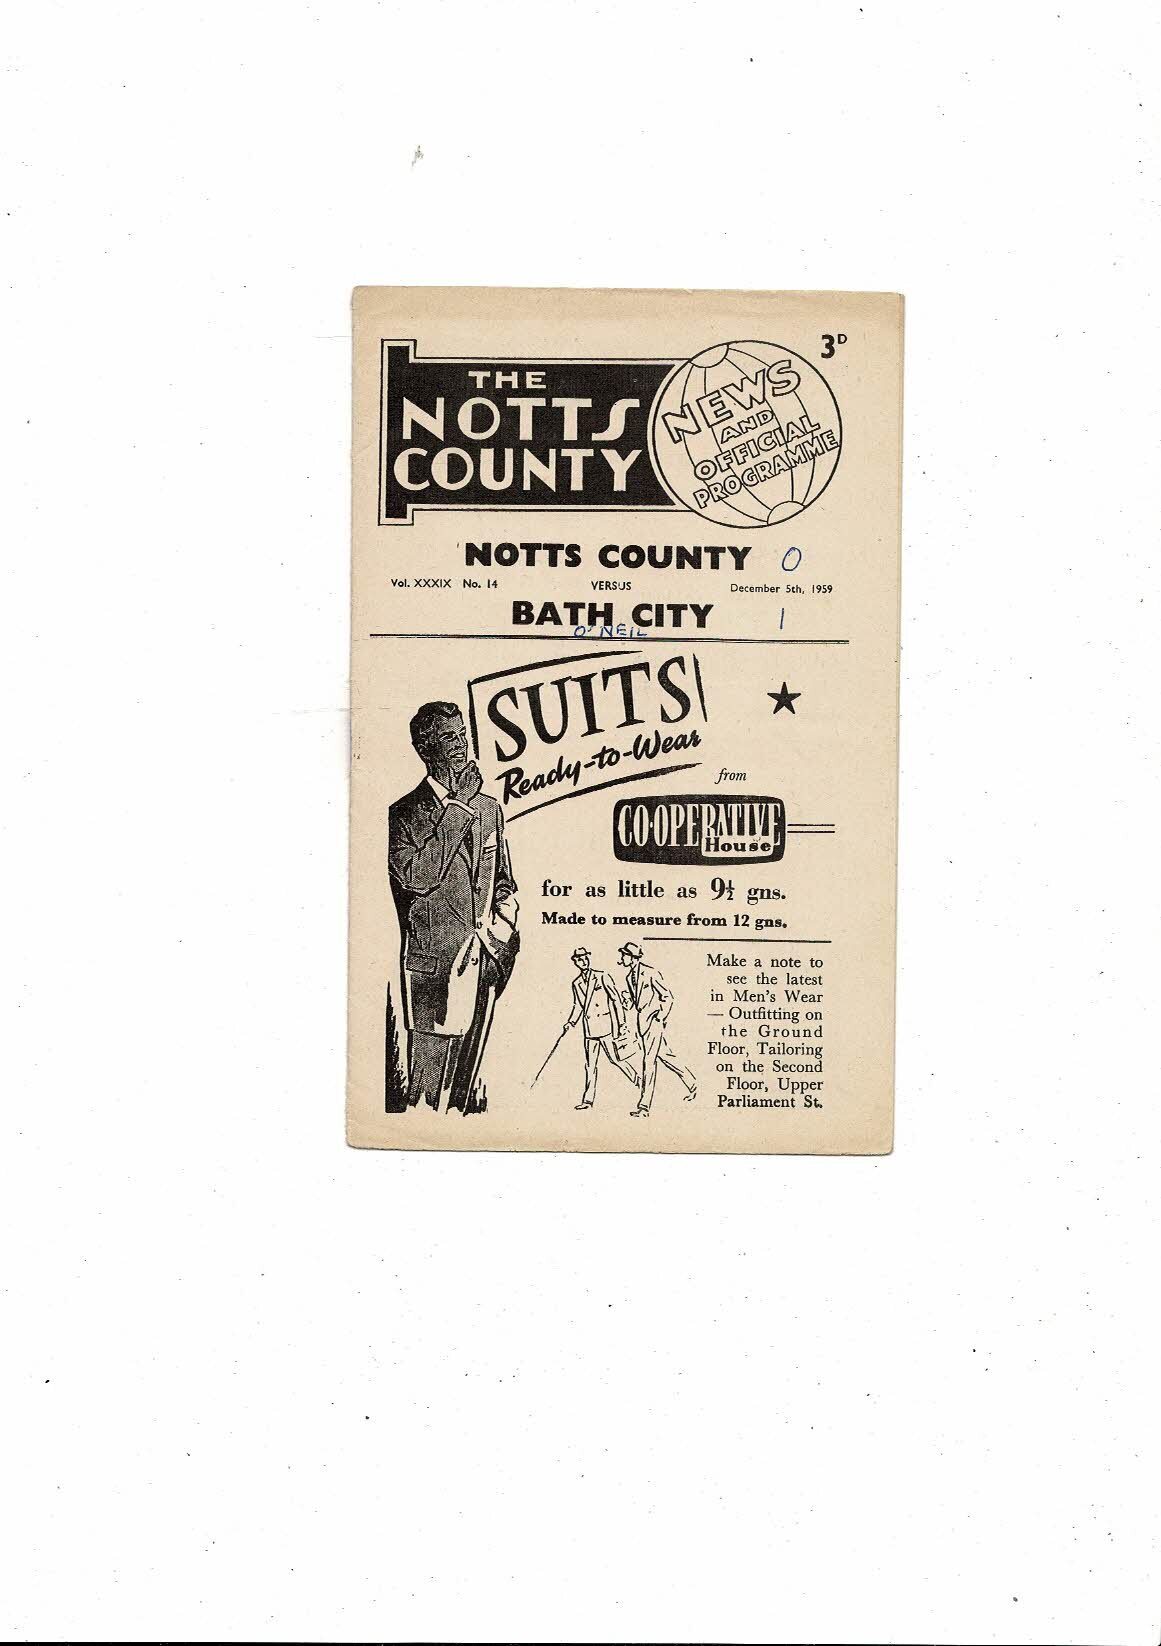 3D
THE
NOTTS
COUNTY
NEWS
AND
OFFICIAL
PROGRAMME
NOTTS COUNTY 0
Vol. XXXIX No. 14 VERSUS December 5th, 1959
BATH CITY 1
O'NEIL
SUITS
Ready-to-Wear
from
CO-OPERATIVE
House
for as little as 9½ gns.
Made to measure from 12 gns.
Make a note to
see the latest
in Men's Wear
— Outfitting on
the Ground
Floor, Tailoring
on the Second
Floor, Upper
Parliament St.